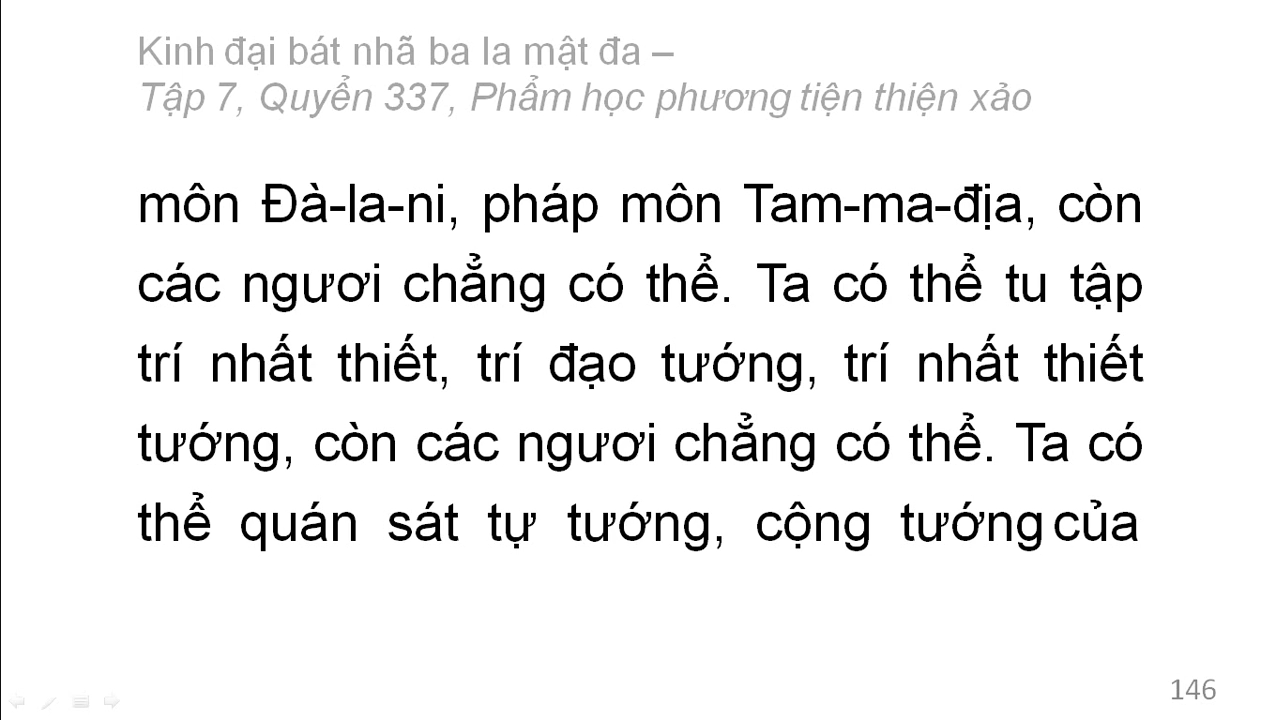 Kinh đại bát nhã ba la mật đa –
Tập 7, Quyển 337, Phẩm học phương tiện thiện xảo
môn Đà-la-ni, pháp môn Tam-ma-địa, còn
các ngươi chẳng có thể. Ta có thể tu tập
trí nhất thiết, trí đạo tướng, trí nhất thiết
tướng, còn các ngươi chẳng có thể. Ta có
thể quán sát tự tướng, cộng tướng của
146